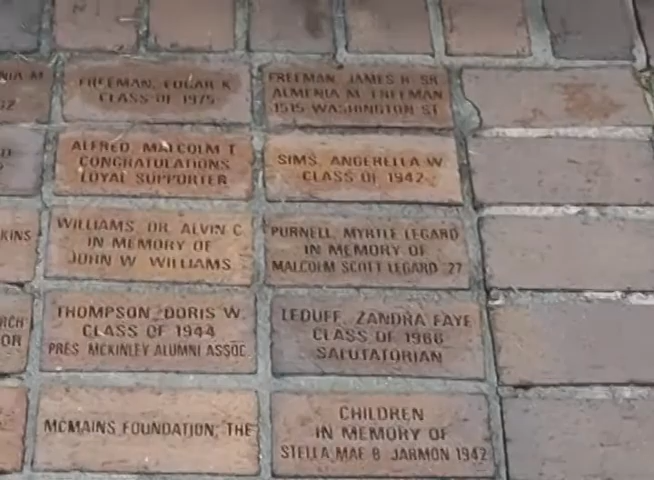 FREEMAN, EDGAR K
CLASS OF 1975
FREEMAN, JAMES H. SR.
ALMENIA M. FREEMAN
1515 WASHINGTON ST
ALFRED, MALCOLM T
CONGRATULATIONS
LOYAL SUPPORTER
SIMS, ANGERELLA W
CLASS OF 1942
WILLIAMS, DR. ALVIN C
IN MEMORY OF
JOHN W WILLIAMS
PURNELL, MYRTLE LEGARD
IN MEMORY OF
MALCOLM SCOTT LEGARD '27
THOMPSON, DORIS W.
CLASS OF 1944
PRES. MCKINLEY ALUMNI ASSOC.
LEDUFF, ZANDRA FAYE
CLASS OF 1966
SALUTATORIAN
MCMAINS FOUNDATION, THE
CHILDREN
IN MEMORY OF
STELLA MAE B. JARMON 1942